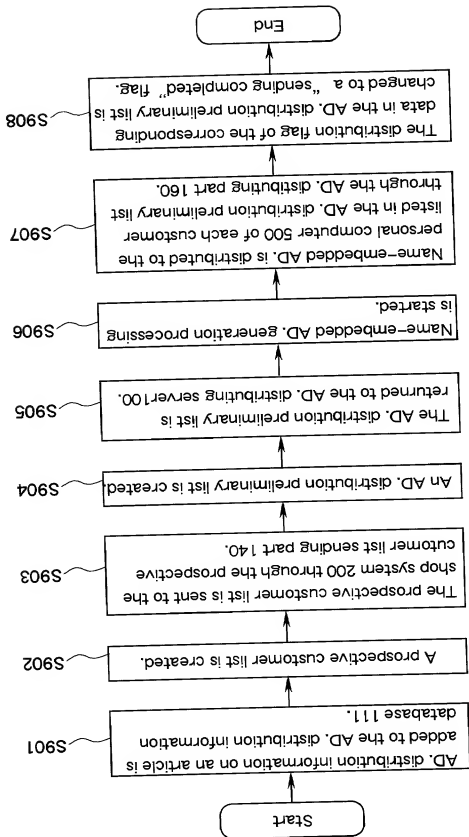 Start
AD. distribution information on an article is
added to the AD. distribution information
database 111.
S901
A prospective customer list is created.
S902
The prospective customer list is sent to the
shop system 200 through the prospective
cutomer list sending part 140.
S903
An AD. distribution preliminary list is created.
S904
The AD. distribution preliminary list is
returned to the AD. distributing server100.
S905
Name-embedded AD. generation processing
is started.
S906
Name-embedded AD. is distributed to the
personal computer 500 of each customer
listed in the AD. distribution preliminary list
through the AD. distibuting part 160.
S907
The distribution flag of the corresponding
data in the AD. distribution preliminary list is
changed to a "sending completed" flag.
S908
End